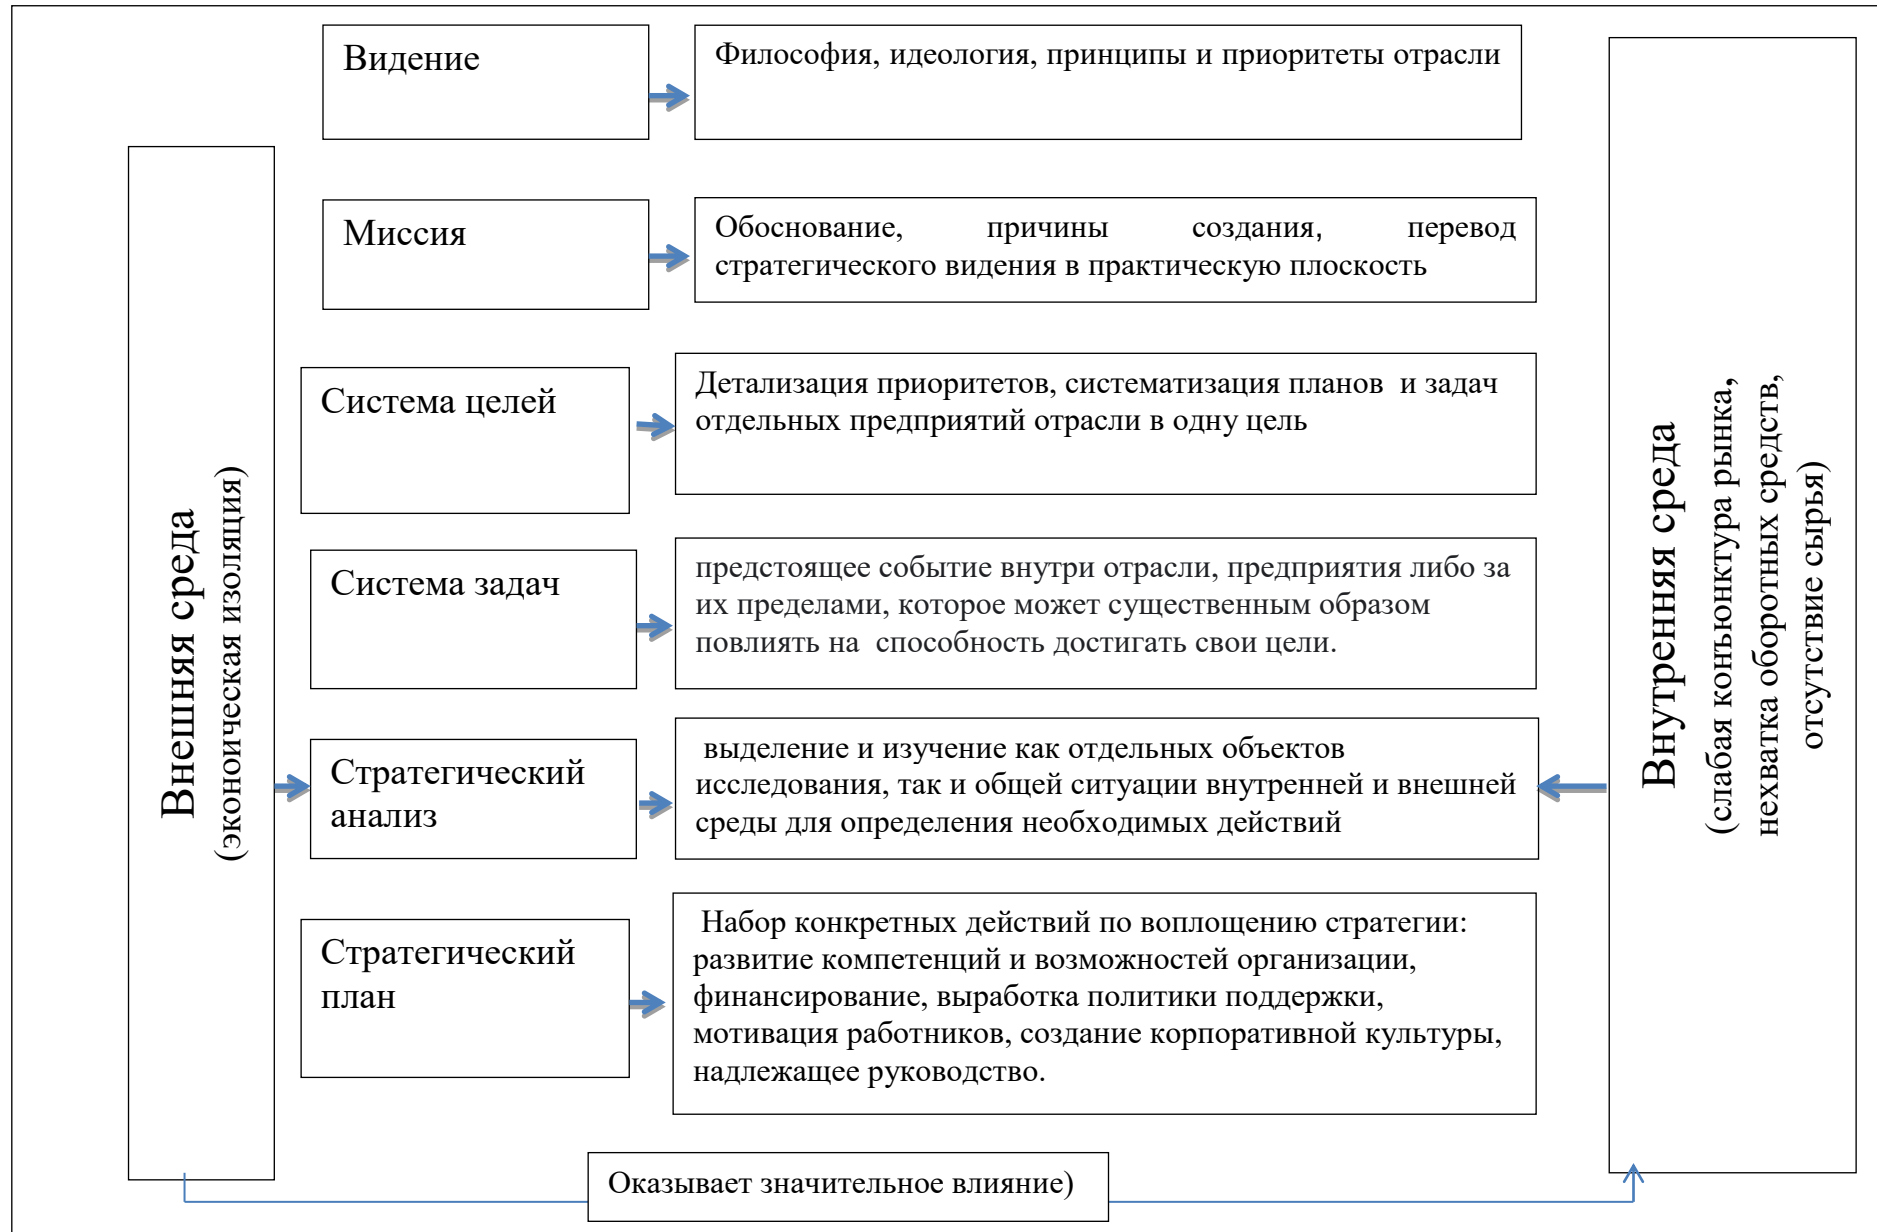 Видение
Философия, идеология, принципы и приоритеты отрасли
Миссия
Обоснование, причины создания, перевод
стратегического видения в практическую плоскость
Система целей
Детализация приоритетов, систематизация планов и задач
отдельных предприятий отрасли в одну цель
Система задач
предстоящее событие внутри отрасли, предприятия либо за
их пределами, которое может существенным образом
повлиять на способность достигать свои цели.
Стратегический
анализ
выделение и изучение как отдельных объектов
исследования, так и общей ситуации внутренней и внешней
среды для определения необходимых действий
Стратегический
план
Набор конкретных действий по воплощению стратегии:
развитие компетенций и возможностей организации,
финансирование, выработка политики поддержки,
мотивация работников, создание корпоративной культуры,
надлежащее руководство.
Внешняя среда
(эконоическая изоляция)
Внутренняя среда
(слабая конъюнктура рынка,
нехватка оборотных средств,
отсутствие сырья)
Оказывает значительное влияние)